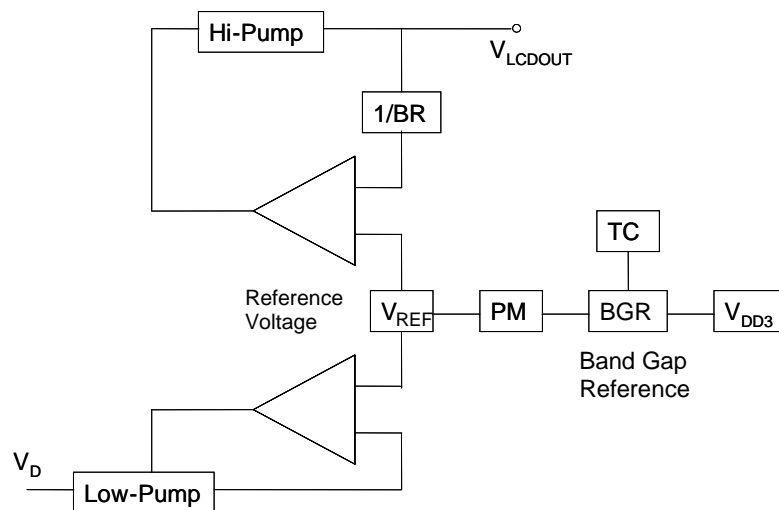 Hi-Pump
V_LCDOUT
1/BR
TC
Reference
Voltage
V_REF
PM
BGR
V_DD3
Band Gap
Reference
V_D
Low-Pump